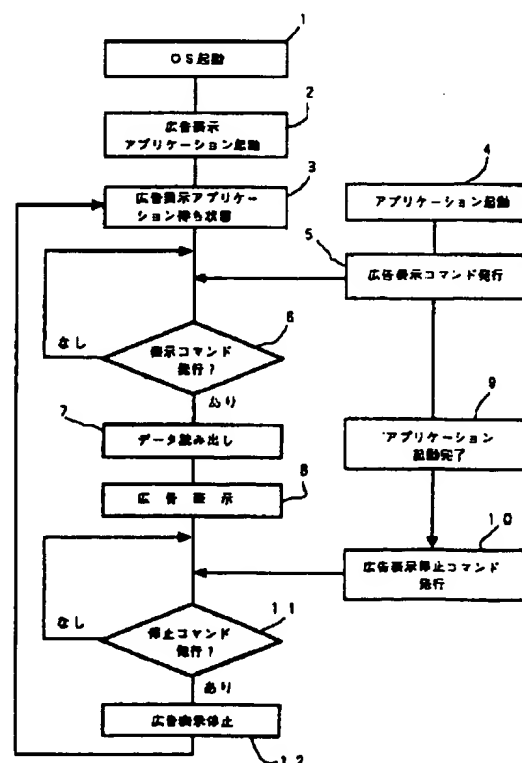 1
OS起動
2
広告表示
アプリケーション起動
3
広告表示アプリケー
ション待ち状態
4
アプリケーション起動
5
広告表示コマンド発行
6
表示コマンド
発行?
なし
あり
7
データ読み出し
8
広告表示
9
アプリケーション
起動完了
10
広告表示停止コマンド
発行
11
停止コマンド
発行?
なし
あり
広告表示停止
12